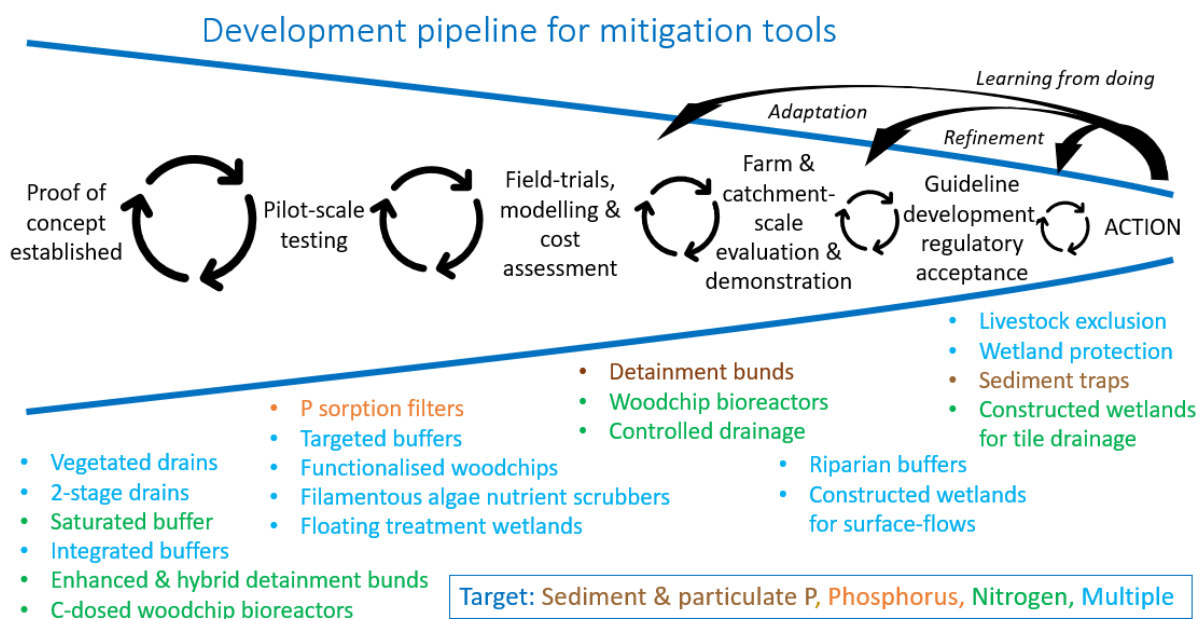 Development pipeline for mitigation tools
Learning from doing
Adaptation
Refinement
Proof of
concept
established
Pilot-scale
testing
Field-trials,
modelling &
cost
assessment
Farm &
catchment-
scale
evaluation &
demonstration
Guideline
development,
regulatory
acceptance
ACTION
• Vegetated drains
• 2-stage drains
• Saturated buffer
• Integrated buffers
• Enhanced & hybrid detainment bunds
• C-dosed woodchip bioreactors
• P sorption filters
• Targeted buffers
• Functionalised woodchips
• Filamentous algae nutrient scrubbers
• Floating treatment wetlands
• Detainment bunds
• Woodchip bioreactors
• Controlled drainage
• Riparian buffers
• Constructed wetlands
for surface-flows
• Livestock exclusion
• Wetland protection
• Sediment traps
• Constructed wetlands
for tile drainage
Target: Sediment & particulate P, Phosphorus, Nitrogen, Multiple